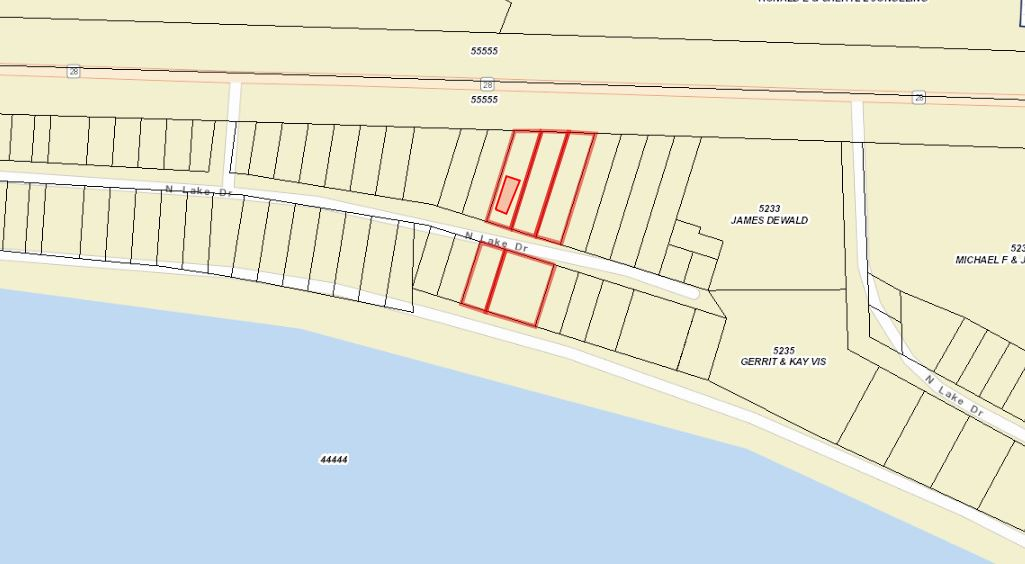 55555
28
28
28
55555
N Lake Dr
5233
JAMES DEWALD
N Lake Dr
MICHAEL F & J
5235
GERRIT & KAY VIS
N Lake Dr
44444